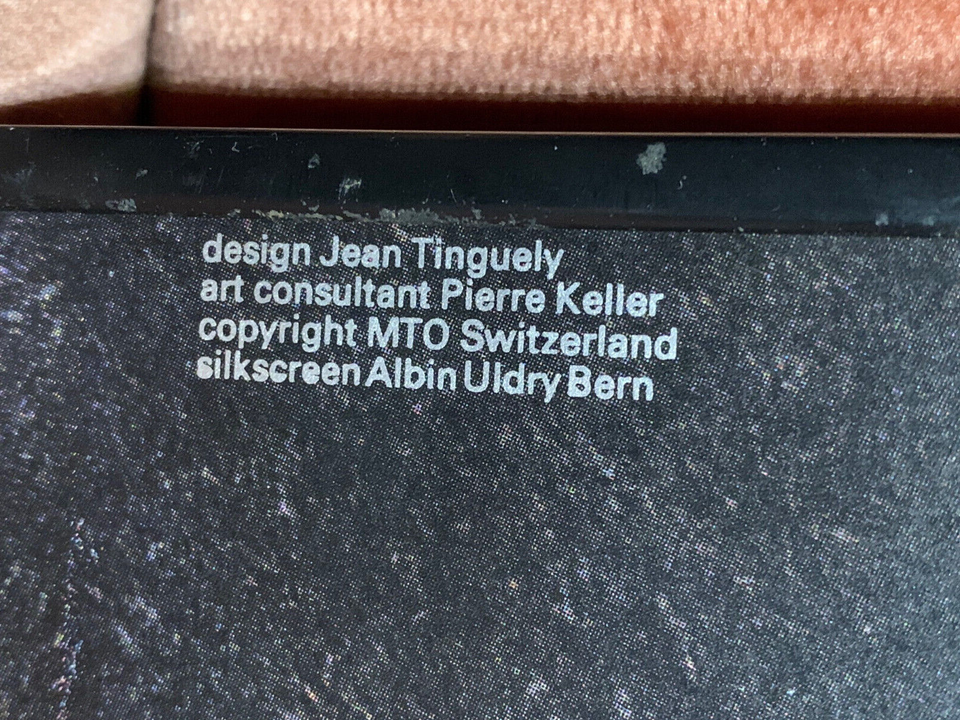 design Jean Tinguely
art consultant Pierre Keller
copyright MTO Switzerland
silkscreen Albin Uldry Bern